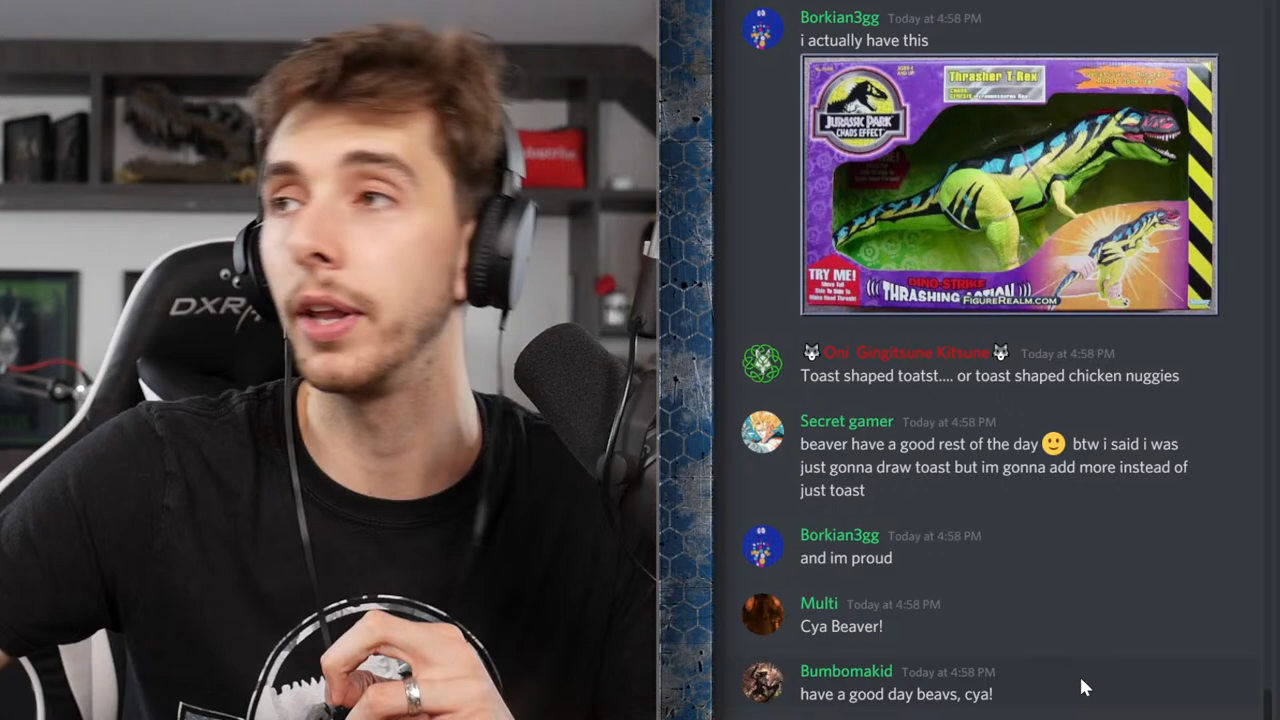 DXR
Borkian3gg Today at 4:58 PM
i actually have this
Thrasher T-Rex
JURASSIC PARK
CHAOS EFFECT
TRY ME!
DINO-STRIKE
THRASHING ACTION
FIGUREREALM.COM
Oni Gingitsune Kitsune Today at 4:58 PM
Toast shaped toatst.... or toast shaped chicken nuggies
Secret gamer Today at 4:58 PM
beaver have a good rest of the day 🙂 btw i said i was
just gonna draw toast but im gonna add more instead of
just toast
Borkian3gg Today at 4:58 PM
and im proud
Multi Today at 4:58 PM
Cya Beaver!
Bumbomakid Today at 4:58 PM
have a good day beavs, cya!